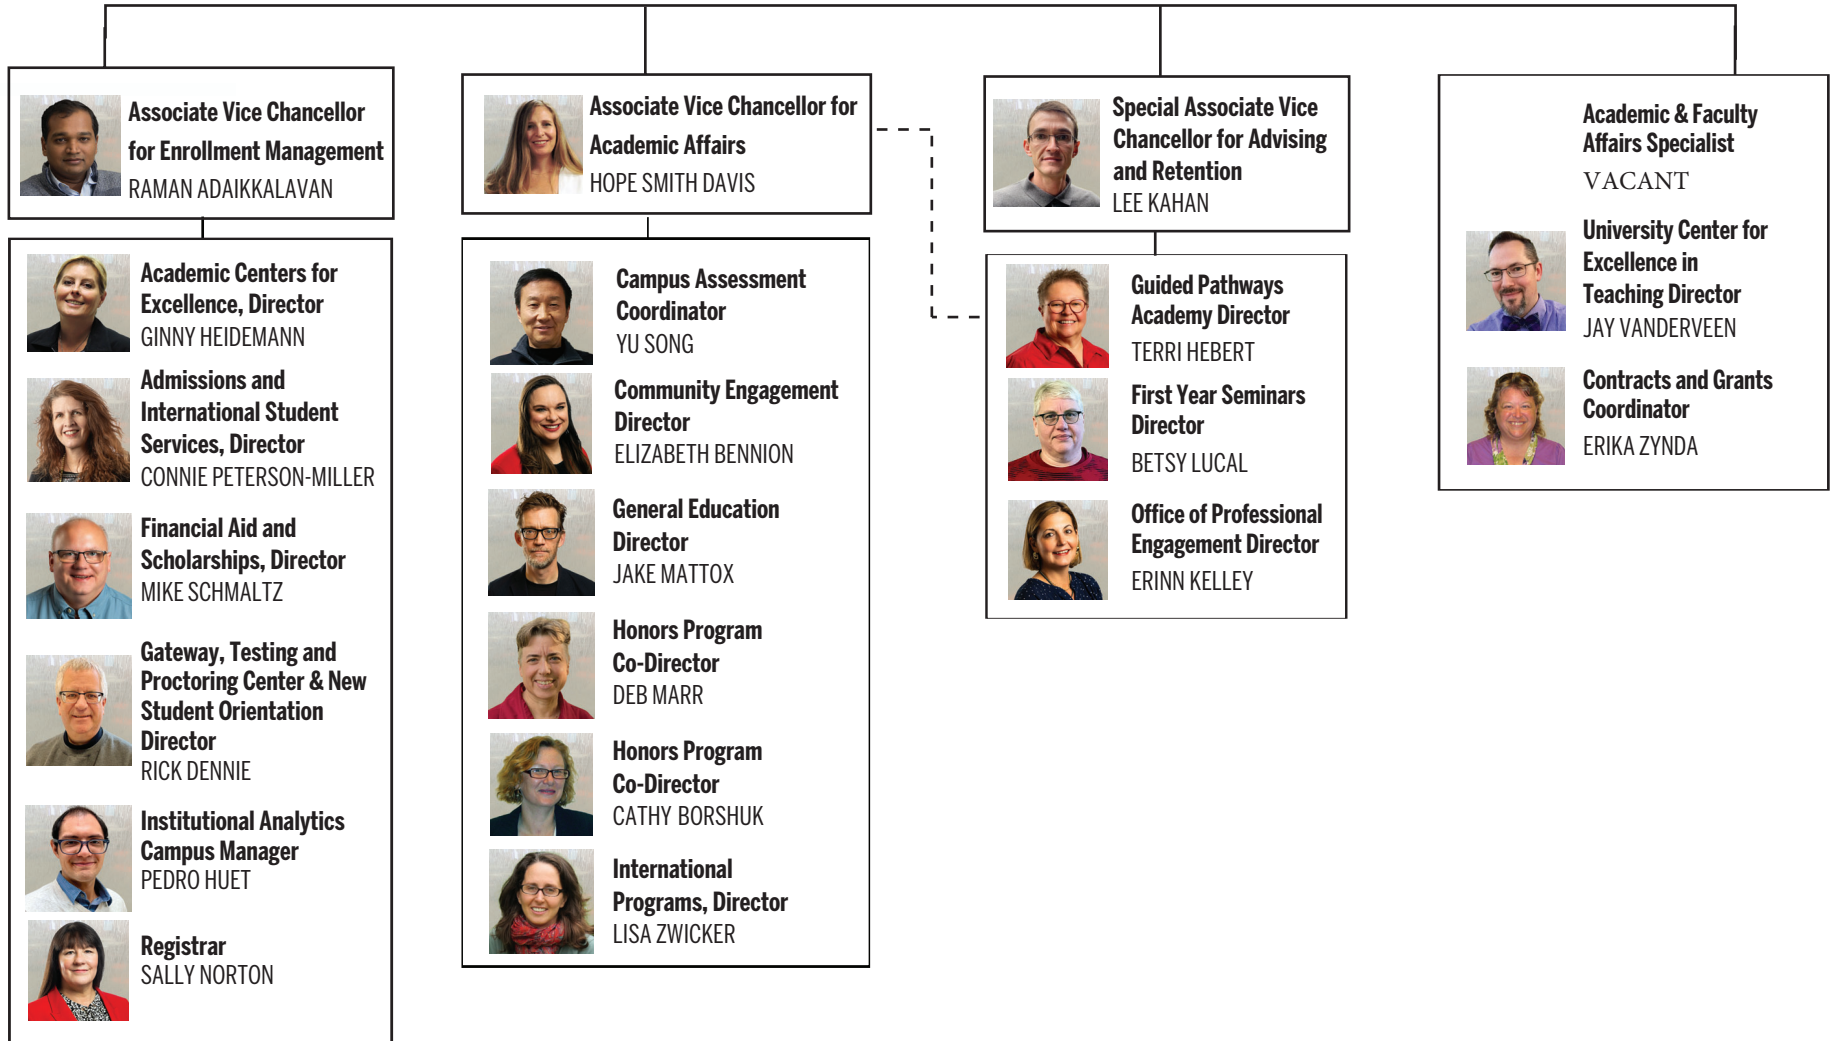 Associate Vice Chancellor
for Enrollment Management
RAMAN ADAIKKALAVAN
Academic Centers for
Excellence, Director
GINNY HEIDEMANN
Admissions and
International Student
Services, Director
CONNIE PETERSON-MILLER
Financial Aid and
Scholarships, Director
MIKE SCHMALTZ
Gateway, Testing and
Proctoring Center & New
Student Orientation
Director
RICK DENNIE
Institutional Analytics
Campus Manager
PEDRO HUET
Registrar
SALLY NORTON
Associate Vice Chancellor for
Academic Affairs
HOPE SMITH DAVIS
Campus Assessment
Coordinator
YU SONG
Community Engagement
Director
ELIZABETH BENNION
General Education
Director
JAKE MATTOX
Honors Program
Co-Director
DEB MARR
Honors Program
Co-Director
CATHY BORSHUK
International
Programs, Director
LISA ZWICKER
Special Associate Vice
Chancellor for Advising
and Retention
LEE KAHAN
Guided Pathways
Academy Director
TERRI HEBERT
First Year Seminars
Director
BETSY LUCAL
Office of Professional
Engagement Director
ERINN KELLEY
Academic & Faculty
Affairs Specialist
VACANT
University Center for
Excellence in
Teaching Director
JAY VANDERVEEN
Contracts and Grants
Coordinator
ERIKA ZYNDA